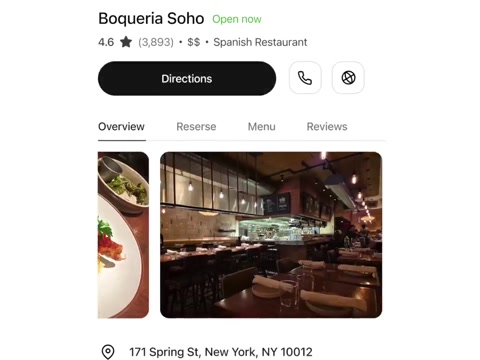 Boqueria Soho Open now
4.6 ★ (3,893) • $$ • Spanish Restaurant
Directions
Overview Reserse Menu Reviews
171 Spring St, New York, NY 10012